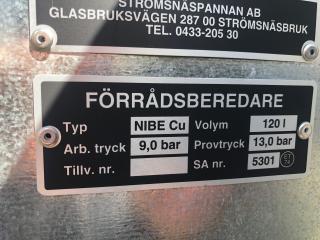 STRÖMSNÄSPANNAN AB
GLASBRUKSVÄGEN 287 00 STRÖMSNÄSBRUK
TEL. 0433-205 30
FÖRRÅDSBEREDARE
Typ NIBE Cu Volym 120 l
Arb. tryck 9,0 bar Provtryck 13,0 bar
Tillv. nr. SA nr. 5301